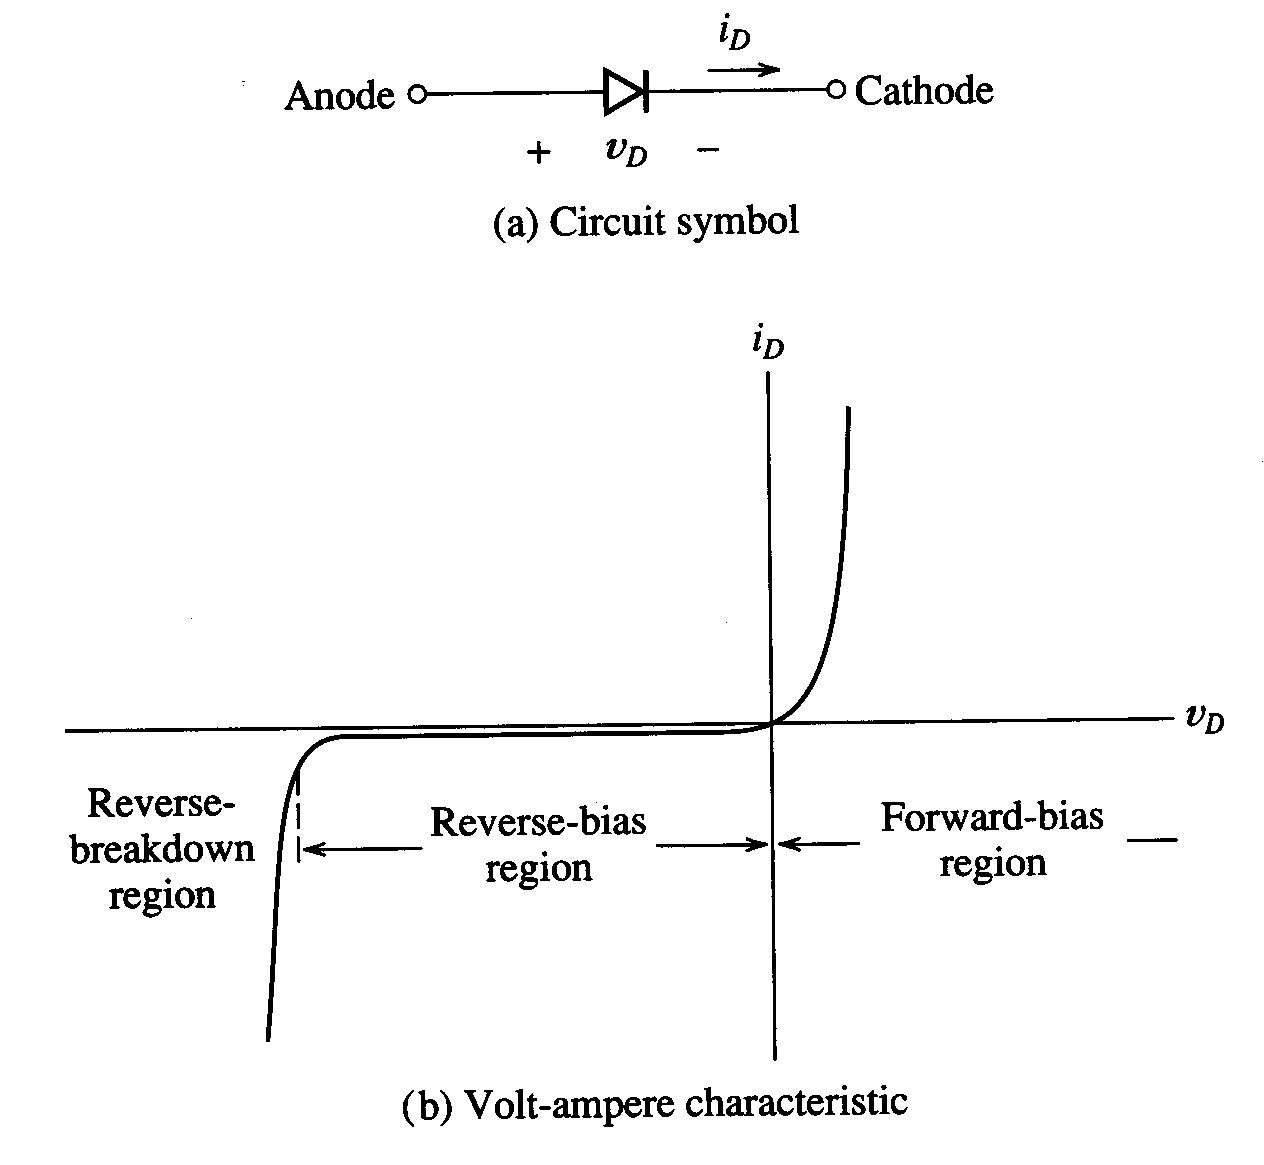 i_D
Anode
Cathode
+ v_D −
(a) Circuit symbol
i_D
v_D
Reverse-
breakdown
region
Reverse-bias
region
Forward-bias
region
(b) Volt-ampere characteristic